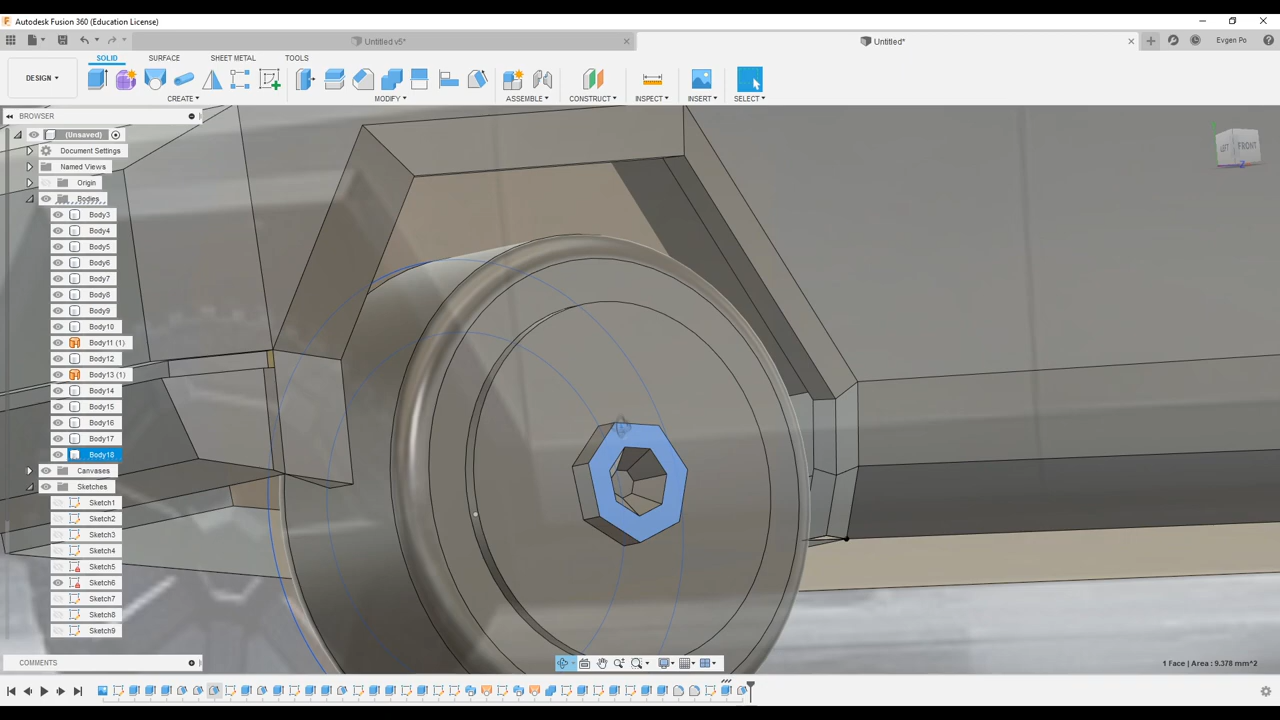 Autodesk Fusion 360 (Education License)
Untitled v5*
Untitled*
Evgen Po
DESIGN
SOLID
SURFACE
SHEET METAL
TOOLS
CREATE
MODIFY
ASSEMBLE
CONSTRUCT
INSPECT
INSERT
SELECT
BROWSER
(Unsaved)
Document Settings
Named Views
Origin
Bodies
Body3
Body4
Body5
Body6
Body7
Body8
Body9
Body10
Body11 (1)
Body12
Body13 (1)
Body14
Body15
Body16
Body17
Body18
Canvases
Sketches
Sketch1
Sketch2
Sketch3
Sketch4
Sketch5
Sketch6
Sketch7
Sketch8
Sketch9
LEFT
FRONT
Z
COMMENTS
1 Face | Area : 9.378 mm^2